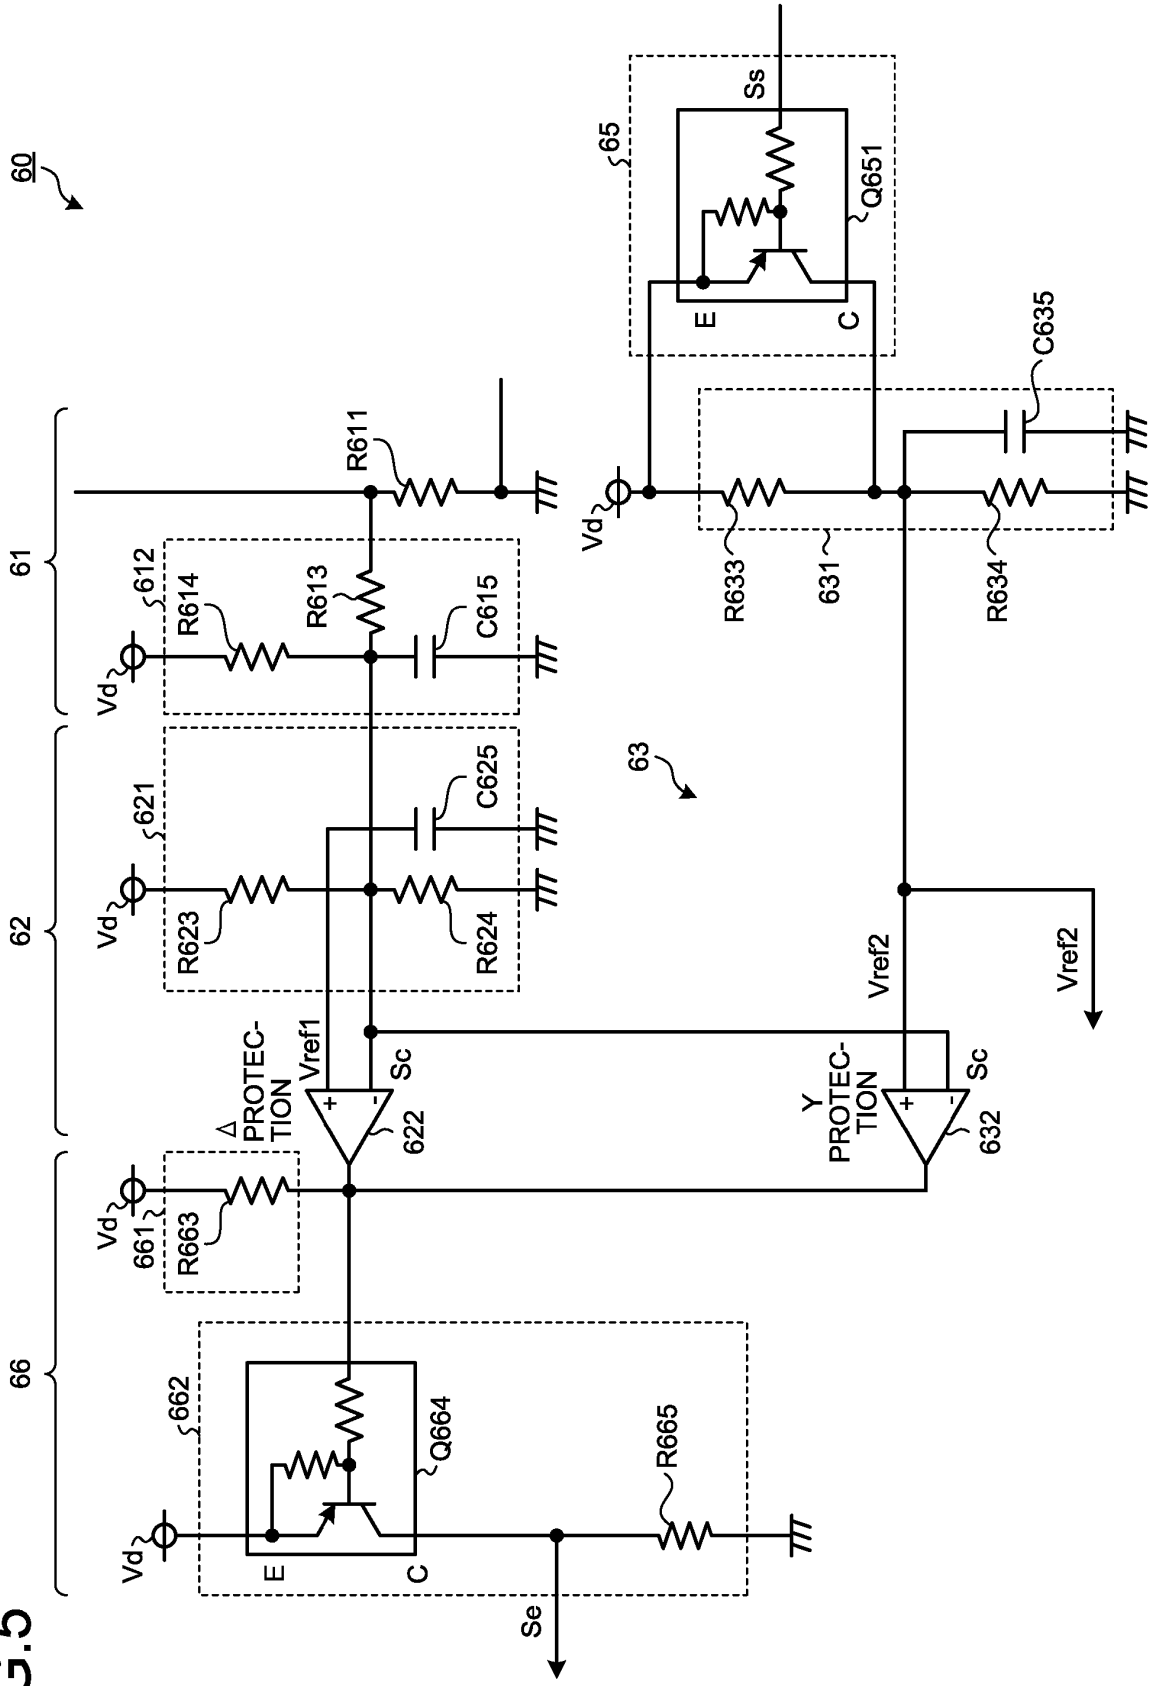 G.5
60
66
62
61
Vd
662
E
C
Q664
Se
R665
Vd
661
R663
Δ
PROTEC-
TION
Vref1
+
-
Sc
622
Vd
621
R623
R624
C625
Vd
612
R614
R613
C615
R611
63
Y
PROTEC-
TION
+
-
Sc
632
Vref2
Vref2
Vd
R633
631
R634
C635
65
E
C
Q651
Ss